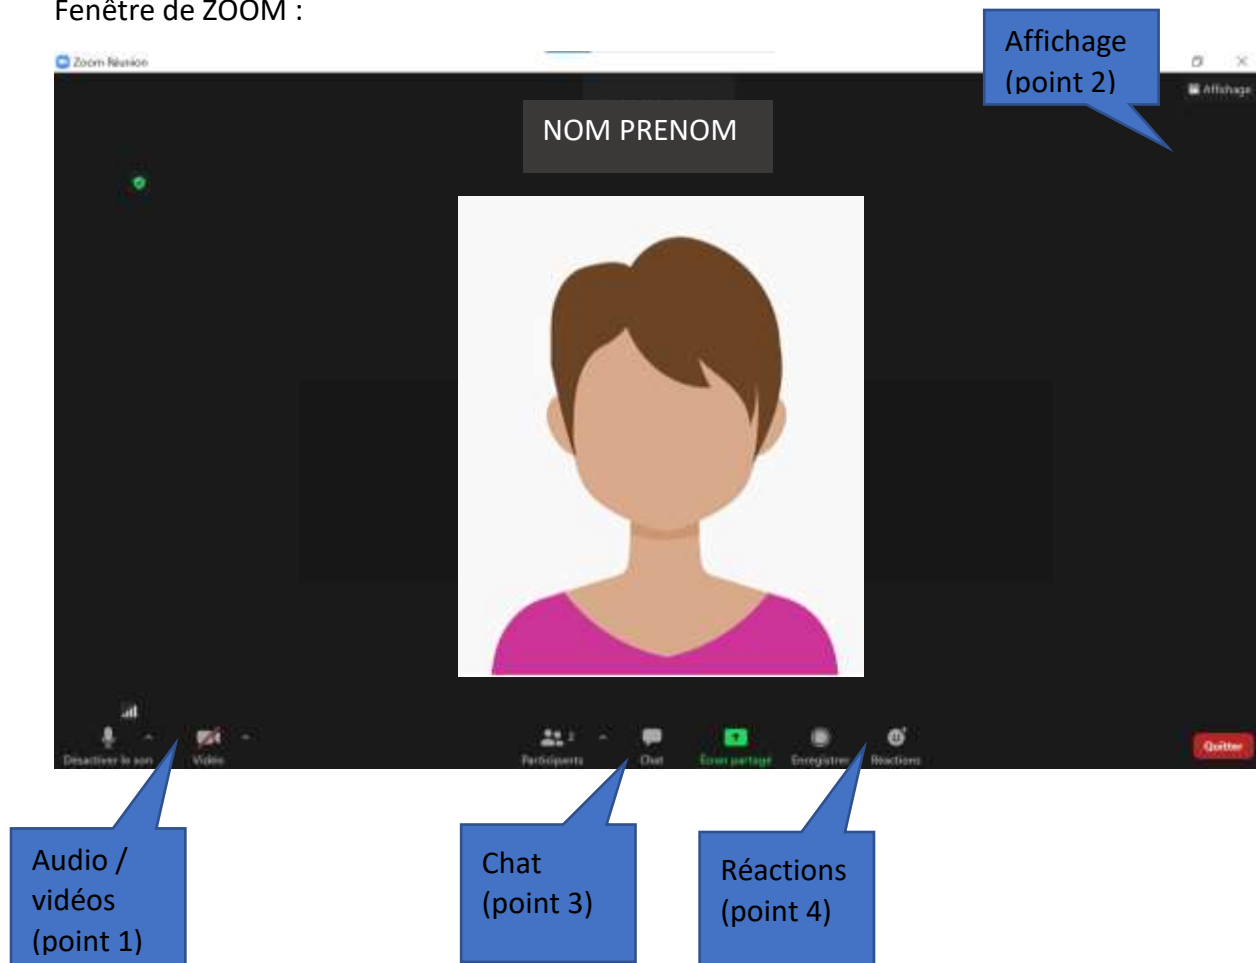 Fenêtre de ZOOM :
Affichage
(point 2)
Zoom Réunion
Affichage
NOM PRENOM
Désactiver le son
Vidéo
2
Participants
Chat
Écran partagé
Enregistrer
Réactions
Quitter
Audio /
vidéos
(point 1)
Chat
(point 3)
Réactions
(point 4)